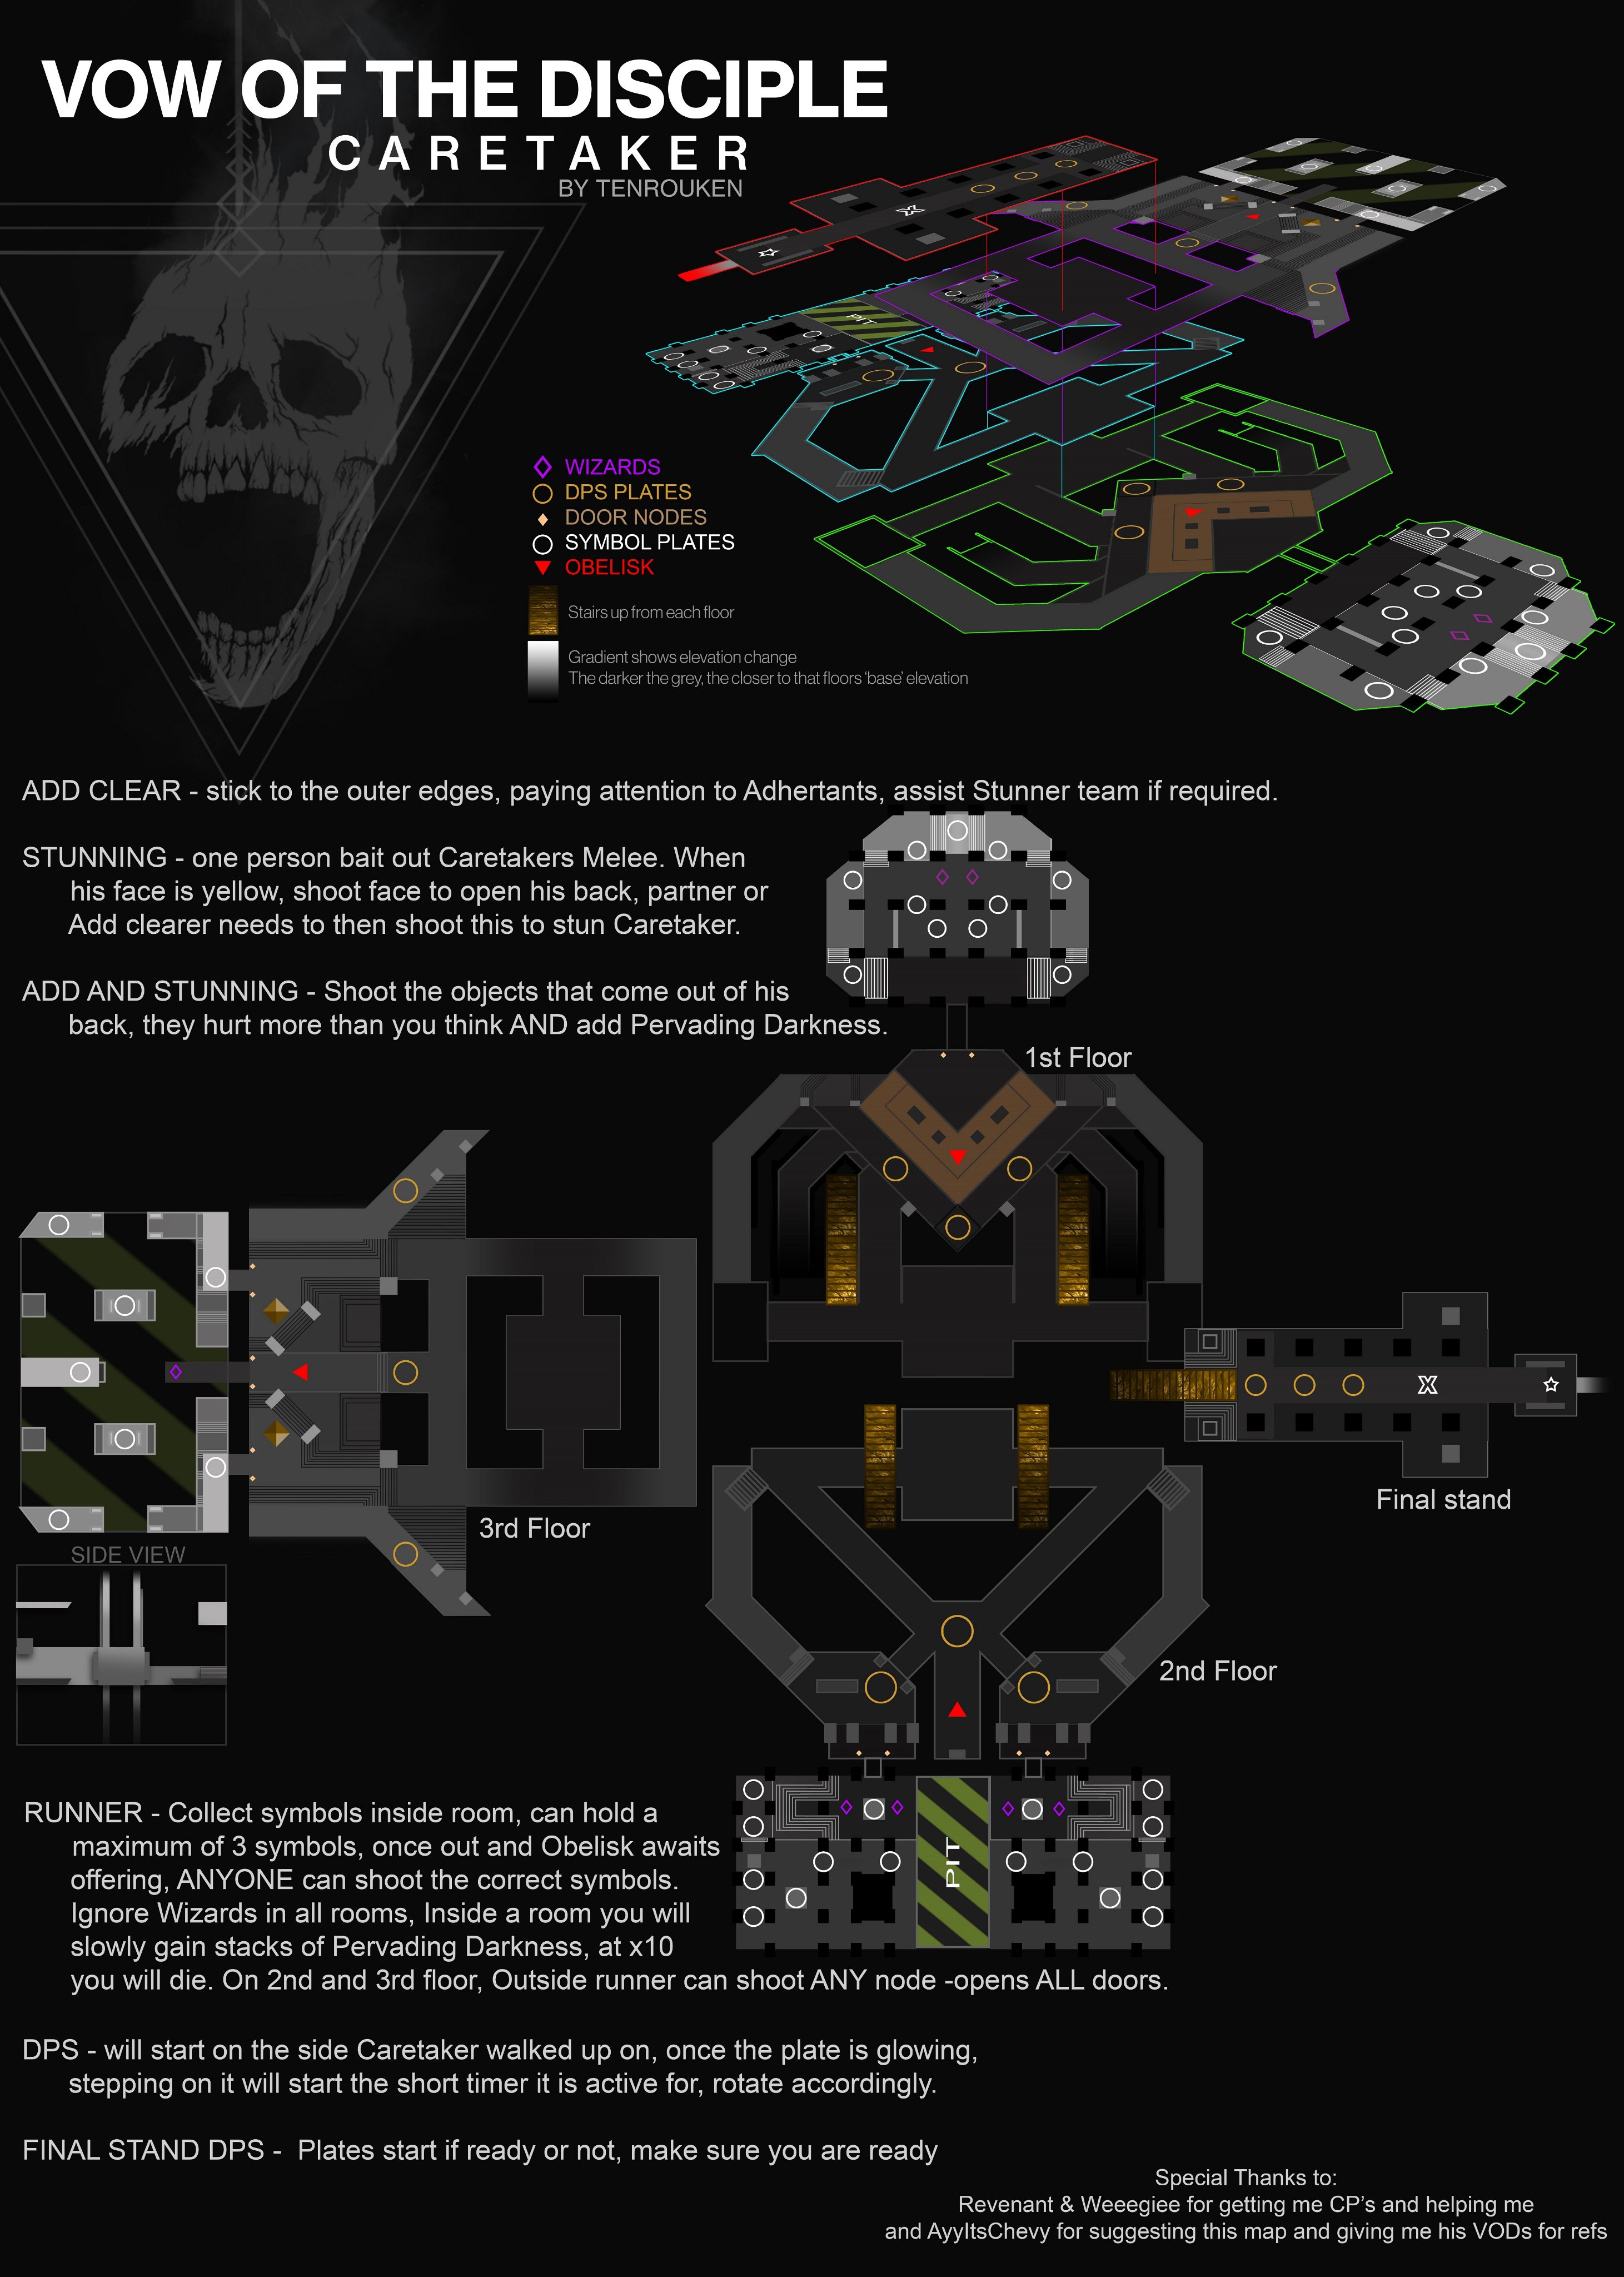 VOW OF THE DISCIPLE
CARETAKER
BY TENROUKEN
PIT
WIZARDS
DPS PLATES
DOOR NODES
SYMBOL PLATES
OBELISK
Stairs up from each floor
Gradient shows elevation change
The darker the grey, the closer to that floors 'base' elevation
ADD CLEAR - stick to the outer edges, paying attention to Adhertants, assist Stunner team if required.
STUNNING - one person bait out Caretakers Melee. When
his face is yellow, shoot face to open his back, partner or
Add clearer needs to then shoot this to stun Caretaker.
ADD AND STUNNING - Shoot the objects that come out of his
back, they hurt more than you think AND add Pervading Darkness.
1st Floor
3rd Floor
Final stand
SIDE VIEW
2nd Floor
PIT
RUNNER - Collect symbols inside room, can hold a
maximum of 3 symbols, once out and Obelisk awaits
offering, ANYONE can shoot the correct symbols.
Ignore Wizards in all rooms, Inside a room you will
slowly gain stacks of Pervading Darkness, at x10
you will die. On 2nd and 3rd floor, Outside runner can shoot ANY node -opens ALL doors.
DPS - will start on the side Caretaker walked up on, once the plate is glowing,
stepping on it will start the short timer it is active for, rotate accordingly.
FINAL STAND DPS - Plates start if ready or not, make sure you are ready
Special Thanks to:
Revenant & Weeegiee for getting me CP's and helping me
and AyyItsChevy for suggesting this map and giving me his VODs for refs